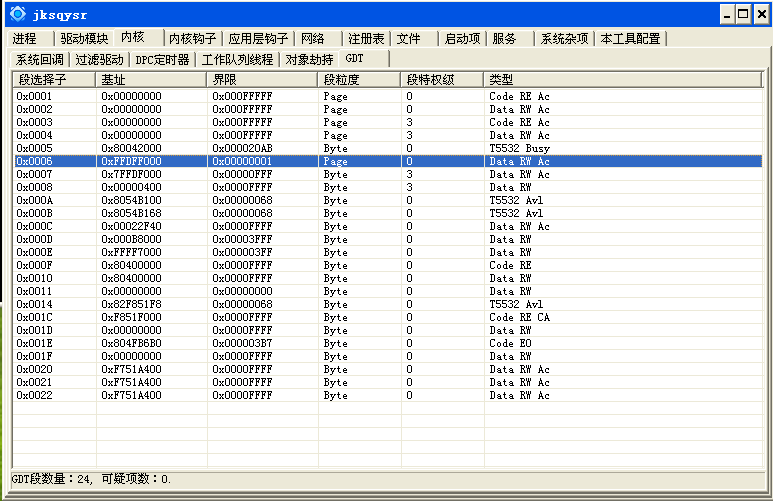 jksqysr
进程 驱动模块 内核 内核钩子 应用层钩子 网络 注册表 文件 启动项 服务 系统杂项 本工具配置
系统回调 过滤驱动 DPC定时器 工作队列线程 对象劫持 GDT
段选择子 基址 界限 段粒度 段特权级 类型
0x0001 0x00000000 0x000FFFFF Page 0 Code RE Ac
0x0002 0x00000000 0x000FFFFF Page 0 Data RW Ac
0x0003 0x00000000 0x000FFFFF Page 3 Code RE Ac
0x0004 0x00000000 0x000FFFFF Page 3 Data RW Ac
0x0005 0x80042000 0x000020AB Byte 0 TSS32 Busy
0x0006 0xFFDFF000 0x00000001 Page 0 Data RW Ac
0x0007 0x7FFDF000 0x00000FFF Byte 3 Data RW Ac
0x0008 0x00000400 0x0000FFFF Byte 3 Data RW
0x000A 0x8054B100 0x00000068 Byte 0 TSS32 Avl
0x000B 0x8054B168 0x00000068 Byte 0 TSS32 Avl
0x000C 0x00022F40 0x0000FFFF Byte 0 Data RW Ac
0x000D 0x000B8000 0x00003FFF Byte 0 Data RW
0x000E 0xFFFF7000 0x000003FF Byte 0 Data RW
0x000F 0x80400000 0x0000FFFF Byte 0 Code RE
0x0010 0x80400000 0x0000FFFF Byte 0 Data RW
0x0011 0x00000000 0x00000000 Byte 0 Data RW
0x0014 0x82F851F8 0x00000068 Byte 0 TSS32 Avl
0x001C 0xF851F000 0x0000FFFF Byte 0 Code RE CA
0x001D 0x00000000 0x0000FFFF Byte 0 Data RW
0x001E 0x804FB6B0 0x000003B7 Byte 0 Code EO
0x001F 0x00000000 0x0000FFFF Byte 0 Data RW
0x0020 0xF751A400 0x0000FFFF Byte 0 Data RW Ac
0x0021 0xF751A400 0x0000FFFF Byte 0 Data RW Ac
0x0022 0xF751A400 0x0000FFFF Byte 0 Data RW Ac
GDT段数量：24, 可疑项数：0.